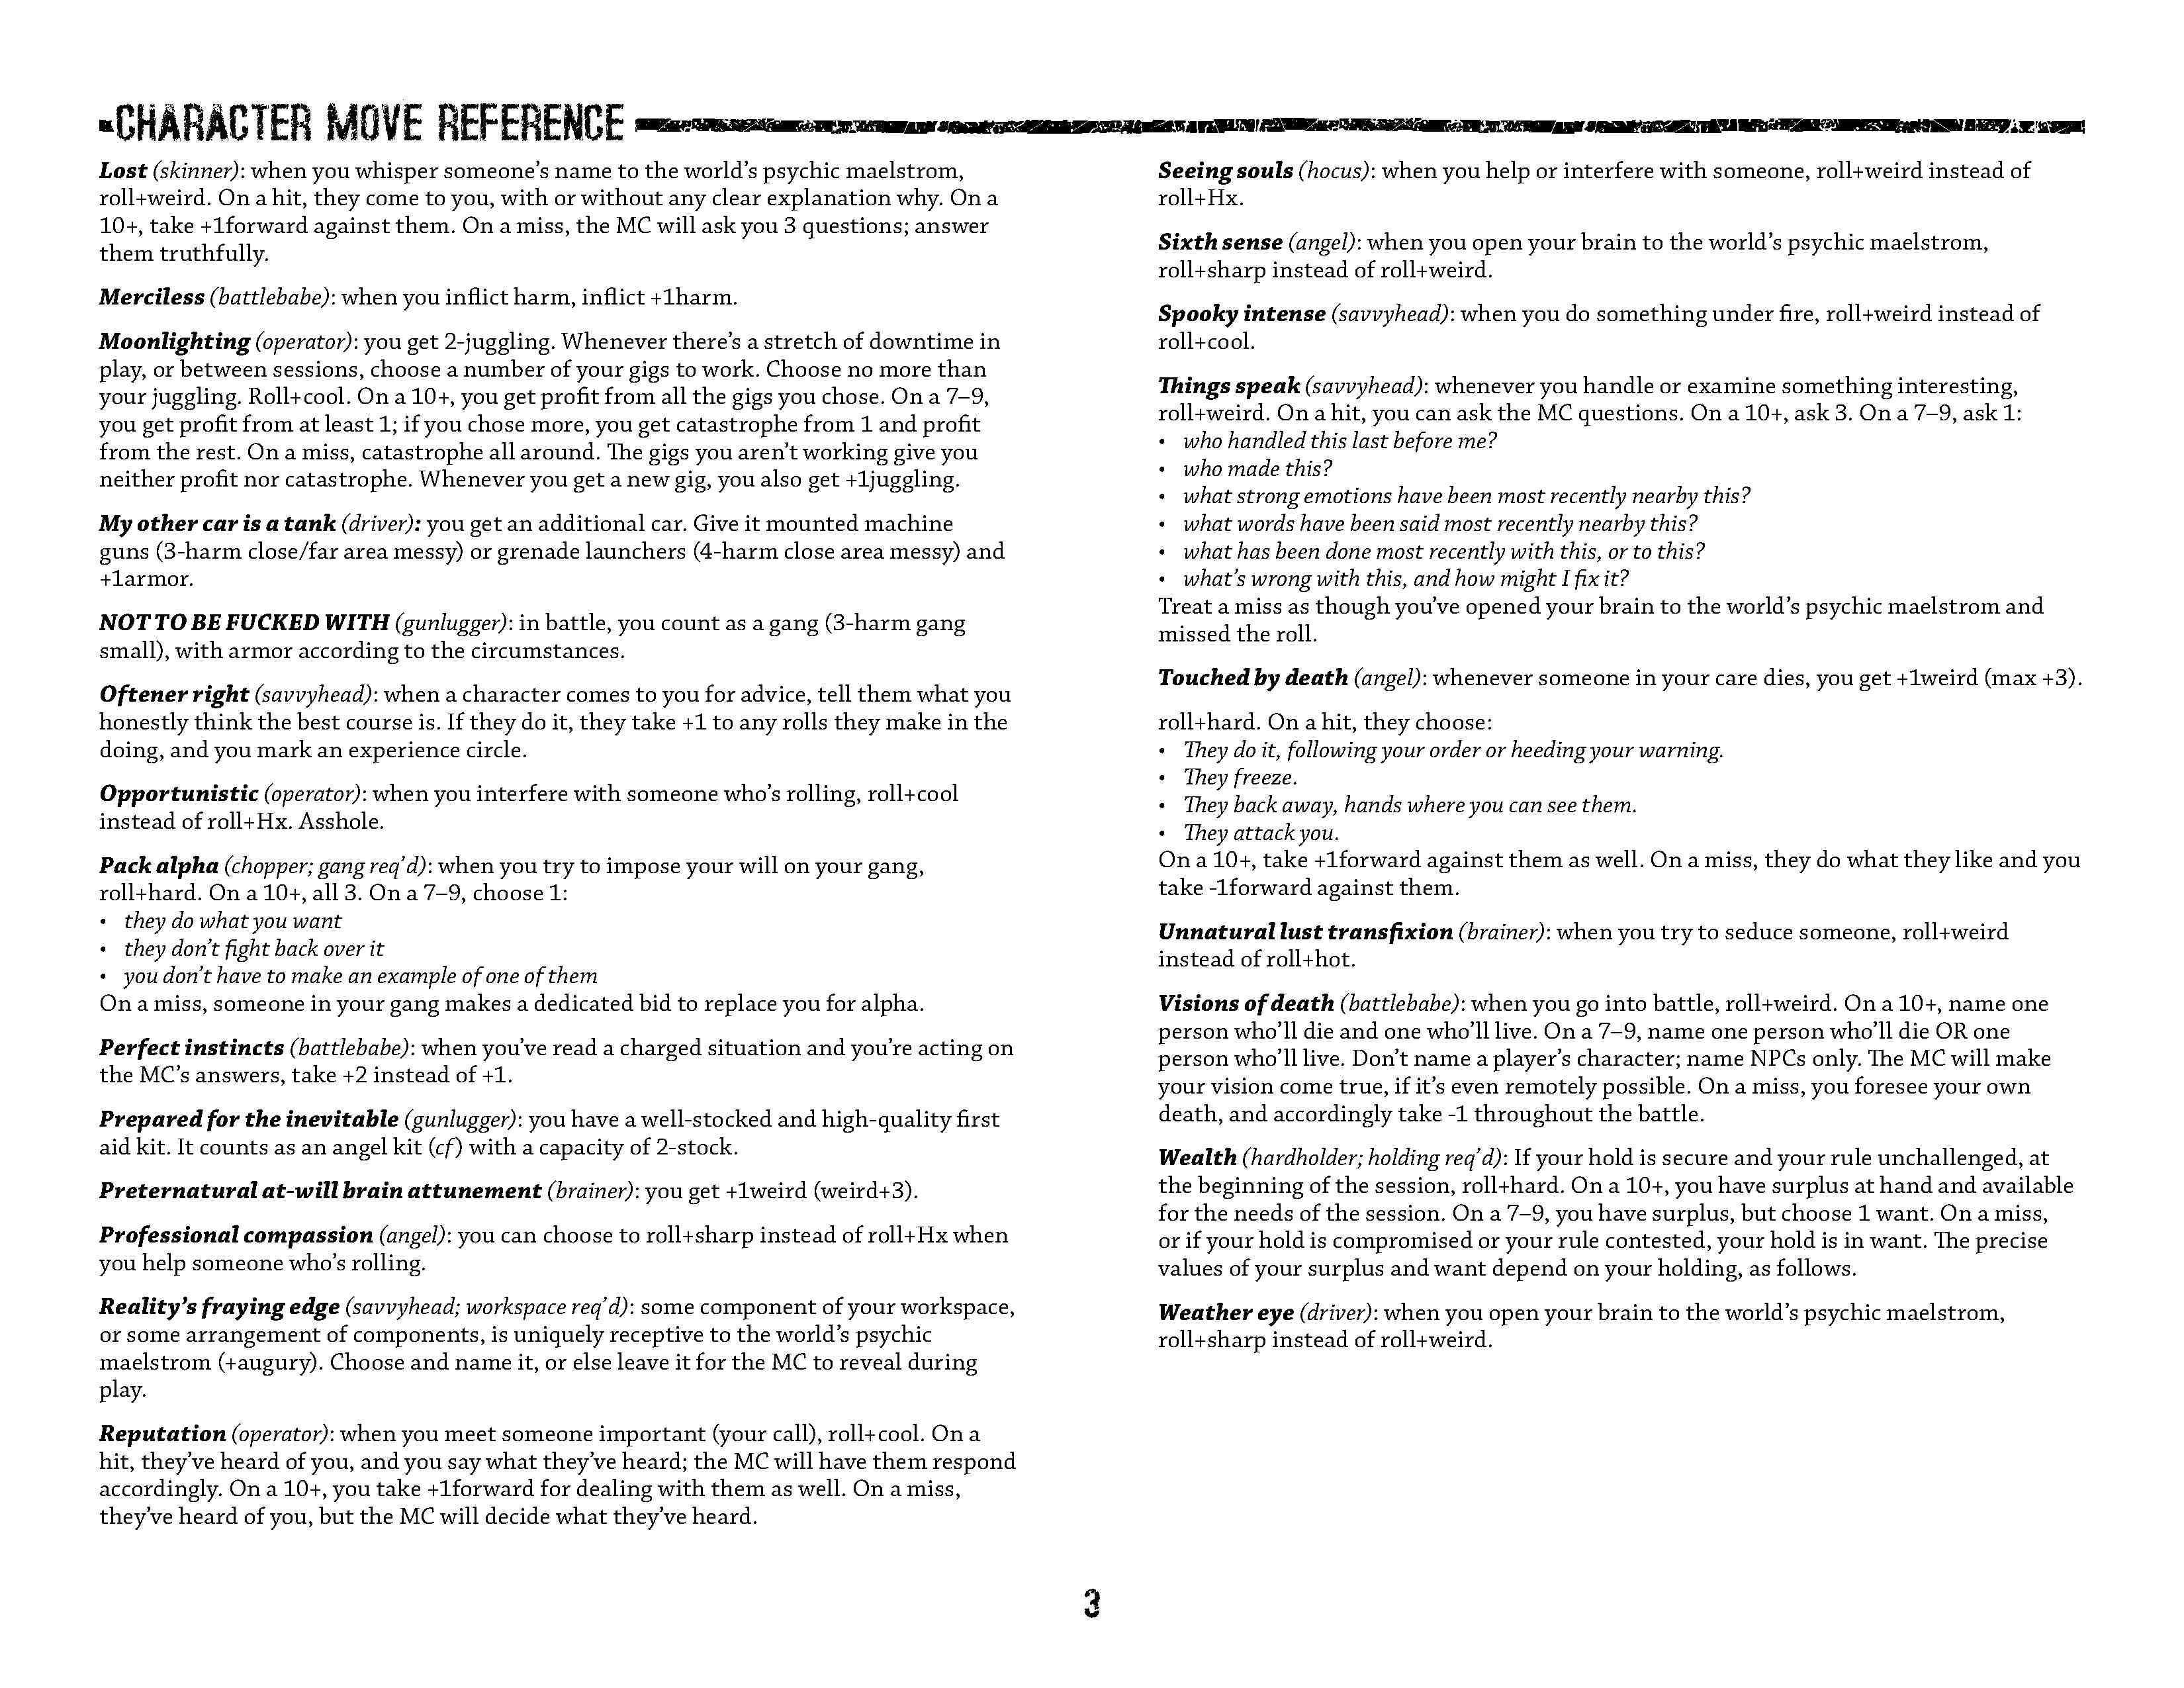 CHARACTER MOVE REFERENCE
Lost (skinner): when you whisper someone’s name to the world’s psychic maelstrom,
roll+weird. On a hit, they come to you, with or without any clear explanation why. On a
10+, take +1forward against them. On a miss, the MC will ask you 3 questions; answer
them truthfully.
Merciless (battlebabe): when you inflict harm, inflict +1harm.
Moonlighting (operator): you get 2-juggling. Whenever there’s a stretch of downtime in
play, or between sessions, choose a number of your gigs to work. Choose no more than
your juggling. Roll+cool. On a 10+, you get profit from all the gigs you chose. On a 7–9,
you get profit from at least 1; if you chose more, you get catastrophe from 1 and profit
from the rest. On a miss, catastrophe all around. The gigs you aren’t working give you
neither profit nor catastrophe. Whenever you get a new gig, you also get +1juggling.
My other car is a tank (driver): you get an additional car. Give it mounted machine
guns (3-harm close/far area messy) or grenade launchers (4-harm close area messy) and
+1armor.
NOT TO BE FUCKED WITH (gunlugger): in battle, you count as a gang (3-harm gang
small), with armor according to the circumstances.
Oftener right (savvyhead): when a character comes to you for advice, tell them what you
honestly think the best course is. If they do it, they take +1 to any rolls they make in the
doing, and you mark an experience circle.
Opportunistic (operator): when you interfere with someone who’s rolling, roll+cool
instead of roll+Hx. Asshole.
Pack alpha (chopper; gang req’d): when you try to impose your will on your gang,
roll+hard. On a 10+, all 3. On a 7–9, choose 1:
• they do what you want
• they don’t fight back over it
• you don’t have to make an example of one of them
On a miss, someone in your gang makes a dedicated bid to replace you for alpha.
Perfect instincts (battlebabe): when you’ve read a charged situation and you’re acting on
the MC’s answers, take +2 instead of +1.
Prepared for the inevitable (gunlugger): you have a well-stocked and high-quality first
aid kit. It counts as an angel kit (cf) with a capacity of 2-stock.
Preternatural at-will brain attunement (brainer): you get +1weird (weird+3).
Professional compassion (angel): you can choose to roll+sharp instead of roll+Hx when
you help someone who’s rolling.
Reality’s fraying edge (savvyhead; workspace req’d): some component of your workspace,
or some arrangement of components, is uniquely receptive to the world’s psychic
maelstrom (+augury). Choose and name it, or else leave it for the MC to reveal during
play.
Reputation (operator): when you meet someone important (your call), roll+cool. On a
hit, they’ve heard of you, and you say what they’ve heard; the MC will have them respond
accordingly. On a 10+, you take +1forward for dealing with them as well. On a miss,
they’ve heard of you, but the MC will decide what they’ve heard.
Seeing souls (hocus): when you help or interfere with someone, roll+weird instead of
roll+Hx.
Sixth sense (angel): when you open your brain to the world’s psychic maelstrom,
roll+sharp instead of roll+weird.
Spooky intense (savvyhead): when you do something under fire, roll+weird instead of
roll+cool.
Things speak (savvyhead): whenever you handle or examine something interesting,
roll+weird. On a hit, you can ask the MC questions. On a 10+, ask 3. On a 7–9, ask 1:
• who handled this last before me?
• who made this?
• what strong emotions have been most recently nearby this?
• what words have been said most recently nearby this?
• what has been done most recently with this, or to this?
• what’s wrong with this, and how might I fix it?
Treat a miss as though you’ve opened your brain to the world’s psychic maelstrom and
missed the roll.
Touched by death (angel): whenever someone in your care dies, you get +1weird (max +3).
roll+hard. On a hit, they choose:
• They do it, following your order or heeding your warning.
• They freeze.
• They back away, hands where you can see them.
• They attack you.
On a 10+, take +1forward against them as well. On a miss, they do what they like and you
take -1forward against them.
Unnatural lust transfixion (brainer): when you try to seduce someone, roll+weird
instead of roll+hot.
Visions of death (battlebabe): when you go into battle, roll+weird. On a 10+, name one
person who’ll die and one who’ll live. On a 7–9, name one person who’ll die OR one
person who’ll live. Don’t name a player’s character; name NPCs only. The MC will make
your vision come true, if it’s even remotely possible. On a miss, you foresee your own
death, and accordingly take -1 throughout the battle.
Wealth (hardholder; holding req’d): If your hold is secure and your rule unchallenged, at
the beginning of the session, roll+hard. On a 10+, you have surplus at hand and available
for the needs of the session. On a 7–9, you have surplus, but choose 1 want. On a miss,
or if your hold is compromised or your rule contested, your hold is in want. The precise
values of your surplus and want depend on your holding, as follows.
Weather eye (driver): when you open your brain to the world’s psychic maelstrom,
roll+sharp instead of roll+weird.
3